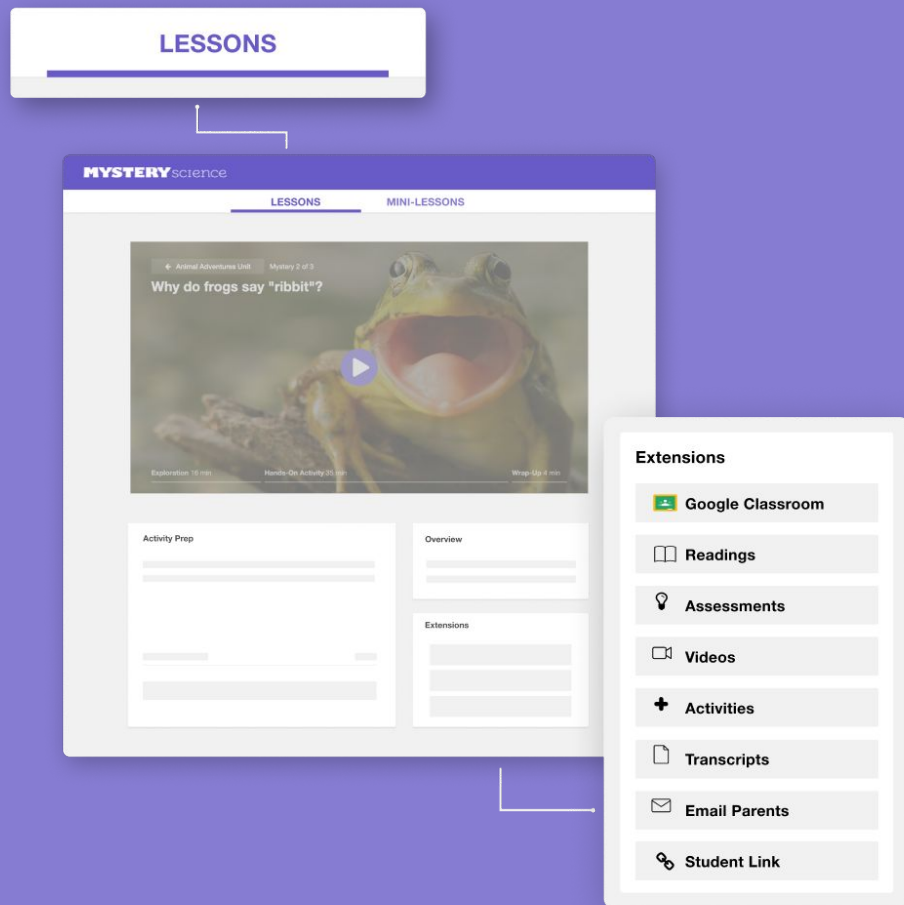 LESSONS
MYSTERY science
LESSONS MINI-LESSONS
← Animal Adventures Unit Mystery 2 of 3
Why do frogs say "ribbit"?
Exploration 16 min Hands-On Activity 35 min Wrap-Up 4 min
Activity Prep
Overview
Extensions
Extensions
Google Classroom
Readings
Assessments
Videos
Activities
Transcripts
Email Parents
Student Link